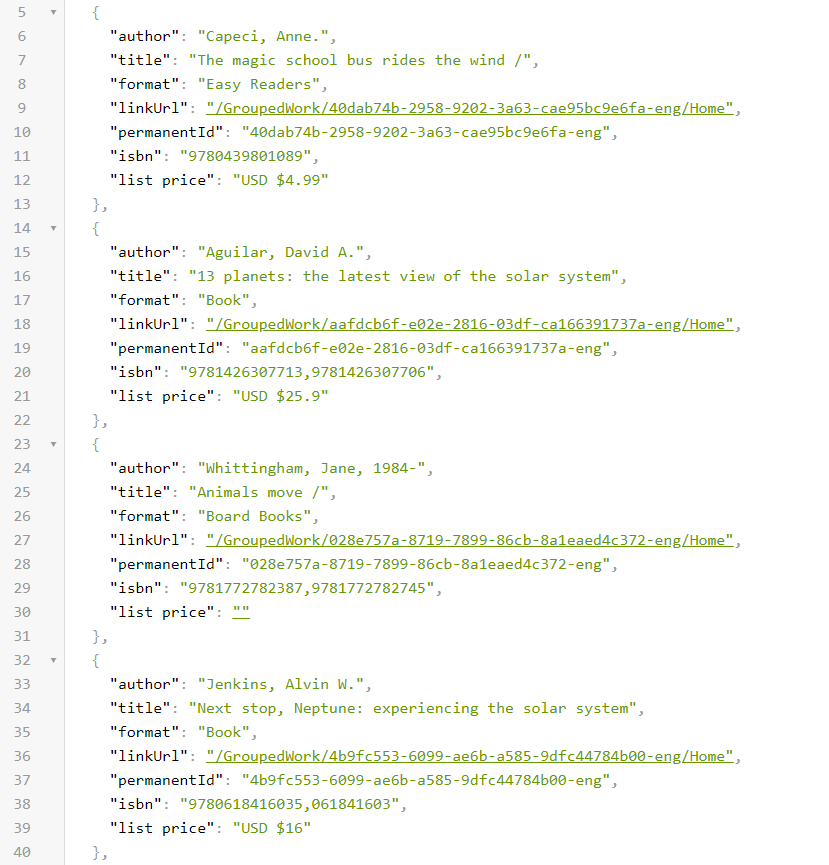 5 {
6 "author": "Capeci, Anne.",
7 "title": "The magic school bus rides the wind /",
8 "format": "Easy Readers",
9 "linkUrl": "/GroupedWork/40dab74b-2958-9202-3a63-cae95bc9e6fa-eng/Home",
10 "permanentId": "40dab74b-2958-9202-3a63-cae95bc9e6fa-eng",
11 "isbn": "9780439801089",
12 "list price": "USD $4.99"
13 },
14 {
15 "author": "Aguilar, David A.",
16 "title": "13 planets: the latest view of the solar system",
17 "format": "Book",
18 "linkUrl": "/GroupedWork/aafdcb6f-e02e-2816-03df-ca166391737a-eng/Home",
19 "permanentId": "aafdcb6f-e02e-2816-03df-ca166391737a-eng",
20 "isbn": "9781426307713,9781426307706",
21 "list price": "USD $25.9"
22 },
23 {
24 "author": "Whittingham, Jane, 1984-",
25 "title": "Animals move /",
26 "format": "Board Books",
27 "linkUrl": "/GroupedWork/028e757a-8719-7899-86cb-8a1eaed4c372-eng/Home",
28 "permanentId": "028e757a-8719-7899-86cb-8a1eaed4c372-eng",
29 "isbn": "9781772782387,9781772782745",
30 "list price": ""
31 },
32 {
33 "author": "Jenkins, Alvin W.",
34 "title": "Next stop, Neptune: experiencing the solar system",
35 "format": "Book",
36 "linkUrl": "/GroupedWork/4b9fc553-6099-ae6b-a585-9dfc44784b00-eng/Home",
37 "permanentId": "4b9fc553-6099-ae6b-a585-9dfc44784b00-eng",
38 "isbn": "9780618416035,061841603",
39 "list price": "USD $16"
40 },